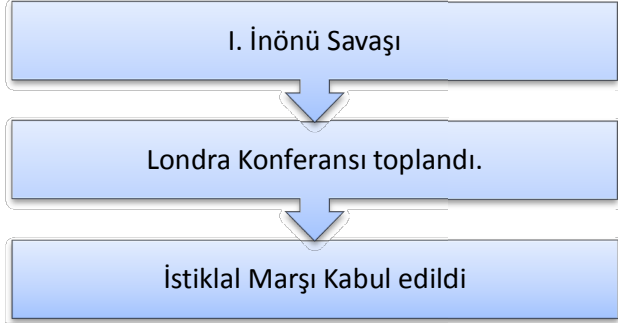 I. İnönü Savaşı
Londra Konferansı toplandı.
İstiklal Marşı Kabul edildi